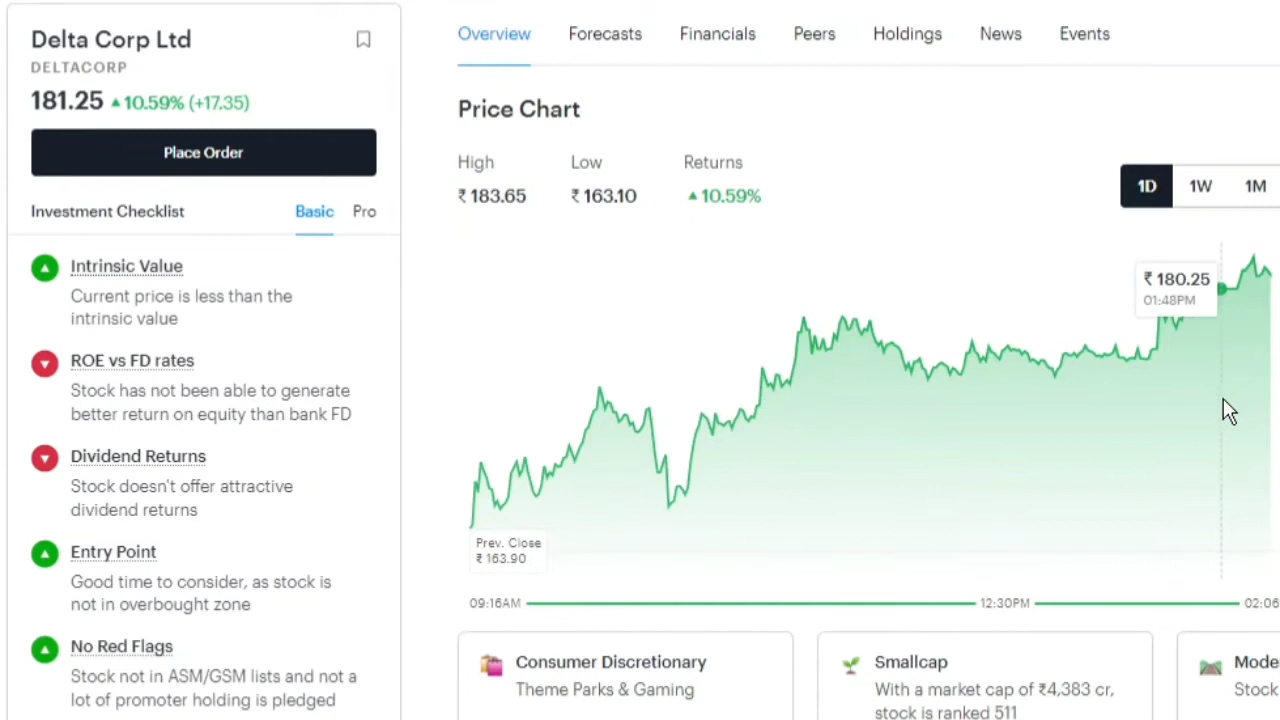 Delta Corp Ltd
DELTACORP
181.25 ▲ 10.59% (+17.35)
Place Order
Investment Checklist Basic Pro
Intrinsic Value
Current price is less than the
intrinsic value
ROE vs FD rates
Stock has not been able to generate
better return on equity than bank FD
Dividend Returns
Stock doesn't offer attractive
dividend returns
Entry Point
Good time to consider, as stock is
not in overbought zone
No Red Flags
Stock not in ASM/GSM lists and not a
lot of promoter holding is pledged
Overview Forecasts Financials Peers Holdings News Events
Price Chart
High Low Returns
₹ 183.65 ₹ 163.10 ▲ 10.59%
1D 1W 1M
₹ 180.25
01:48PM
Prev. Close
₹ 163.90
09:16AM 12:30PM 02:06
Consumer Discretionary
Theme Parks & Gaming
Smallcap
With a market cap of ₹4,383 cr,
stock is ranked 511
Mode
Stock